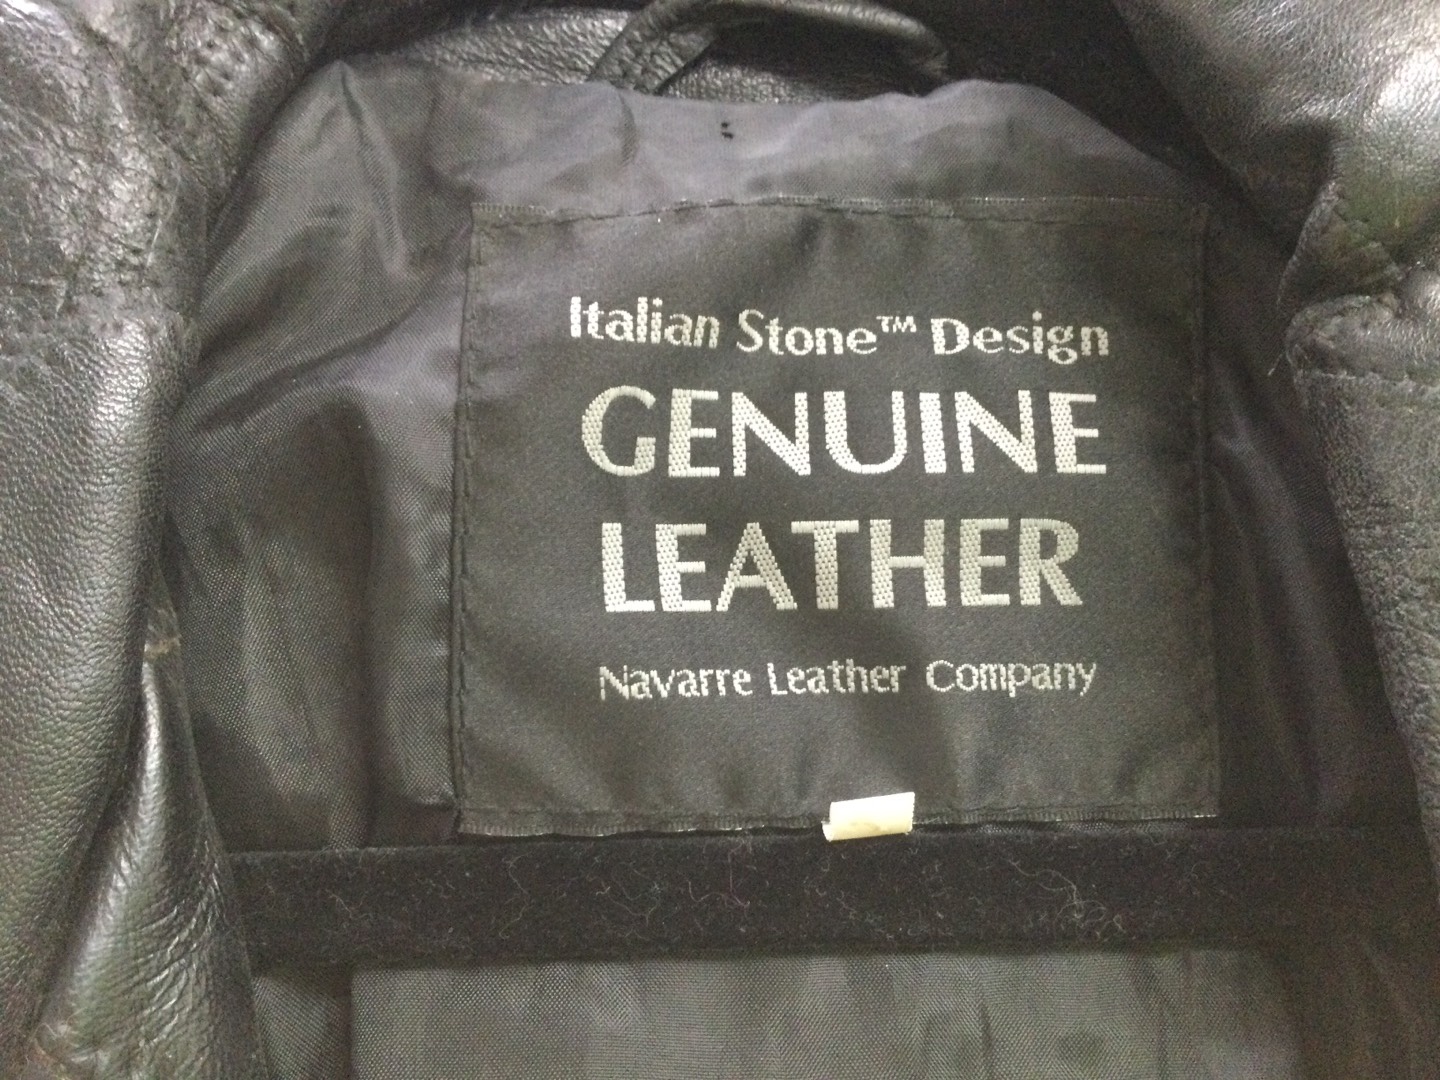 Italian Stone™ Design
GENUINE
LEATHER
Navarre Leather Company